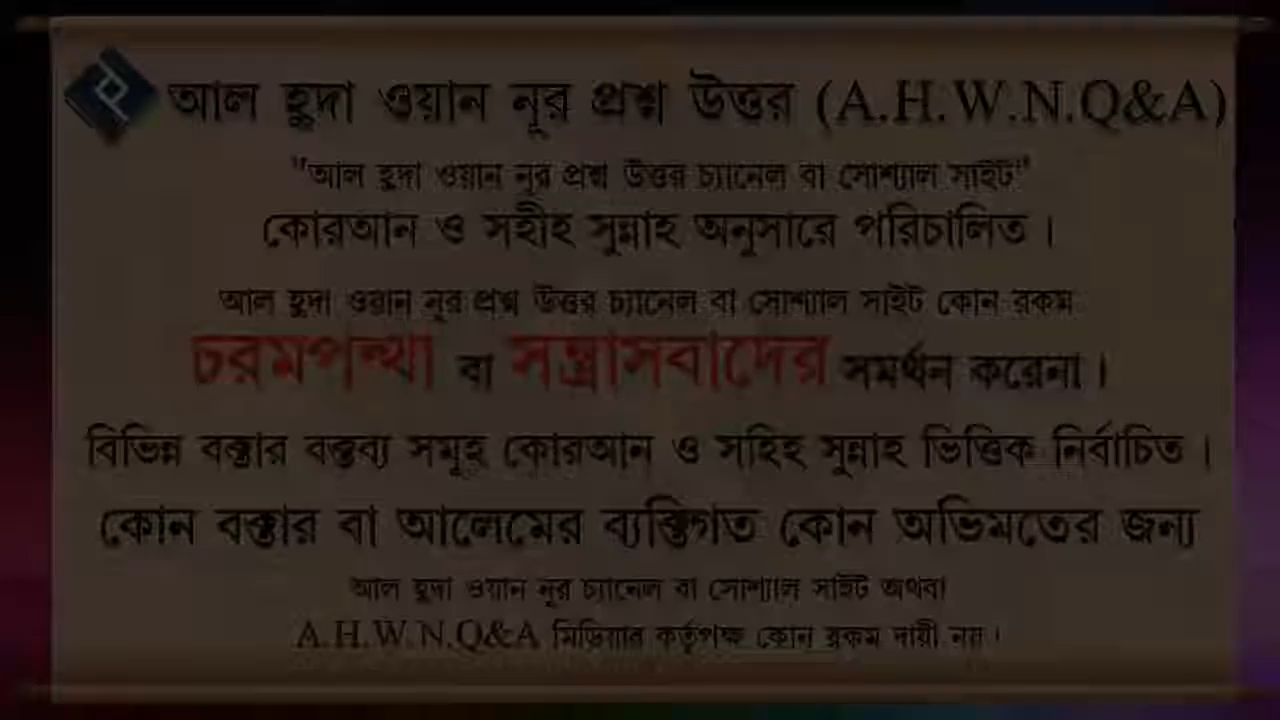 আল হুদা ওয়ান নূর প্রশ্ন উত্তর (A.H.W.N.Q&A)
"আল হুদা ওয়ান নূর প্রশ্ন উত্তর চ্যানেল বা সোশ্যাল সাইট"
কোরআন ও সহীহ সুন্নাহ অনুসারে পরিচালিত ।
আল হুদা ওয়ান নূর প্রশ্ন উত্তর চ্যানেল বা সোশ্যাল সাইট কোন রকম
চরমপন্থা বা সন্ত্রাসবাদের সমর্থন করেনা ।
বিভিন্ন বক্তার বক্তব্য সমূহ কোরআন ও সহিহ সুন্নাহ ভিত্তিক নির্বাচিত ।
কোন বক্তার বা আলেমের ব্যক্তিগত কোন অভিমতের জন্য
আল হুদা ওয়ান নূর চ্যানেল বা সোশ্যাল সাইট অথবা
A.H.W.N.Q&A মিডিয়ার কর্তৃপক্ষ কোন রকম দায়ী নয় ।